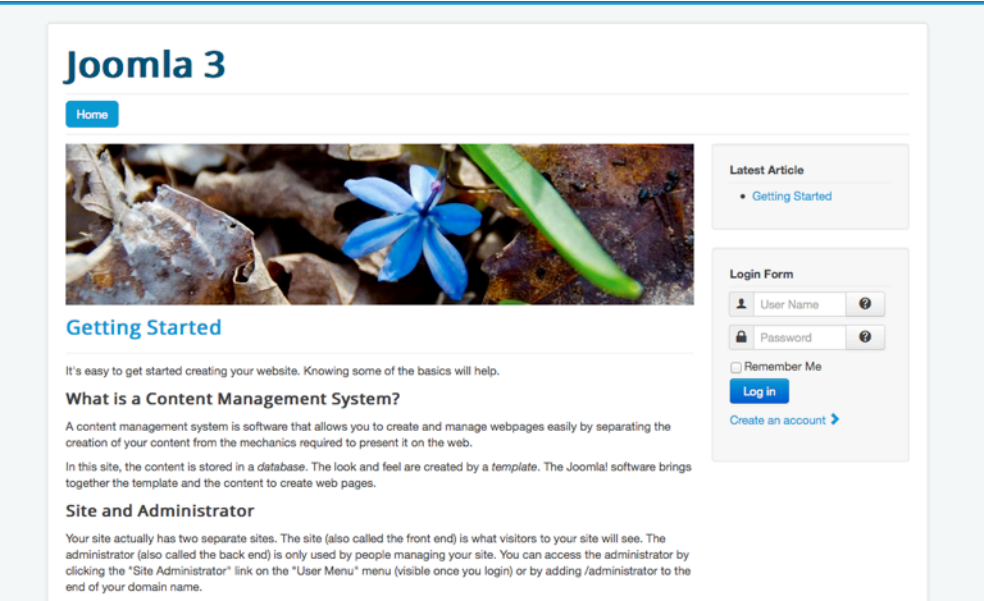 Joomla 3
Home
Getting Started
It's easy to get started creating your website. Knowing some of the basics will help.
What is a Content Management System?
A content management system is software that allows you to create and manage webpages easily by separating the
creation of your content from the mechanics required to present it on the web.
In this site, the content is stored in a database. The look and feel are created by a template. The Joomla! software brings
together the template and the content to create web pages.
Site and Administrator
Your site actually has two separate sites. The site (also called the front end) is what visitors to your site will see. The
administrator (also called the back end) is only used by people managing your site. You can access the administrator by
clicking the "Site Administrator" link on the "User Menu" menu (visible once you login) or by adding /administrator to the
end of your domain name.
Latest Article
Getting Started
Login Form
User Name
Password
Remember Me
Log in
Create an account